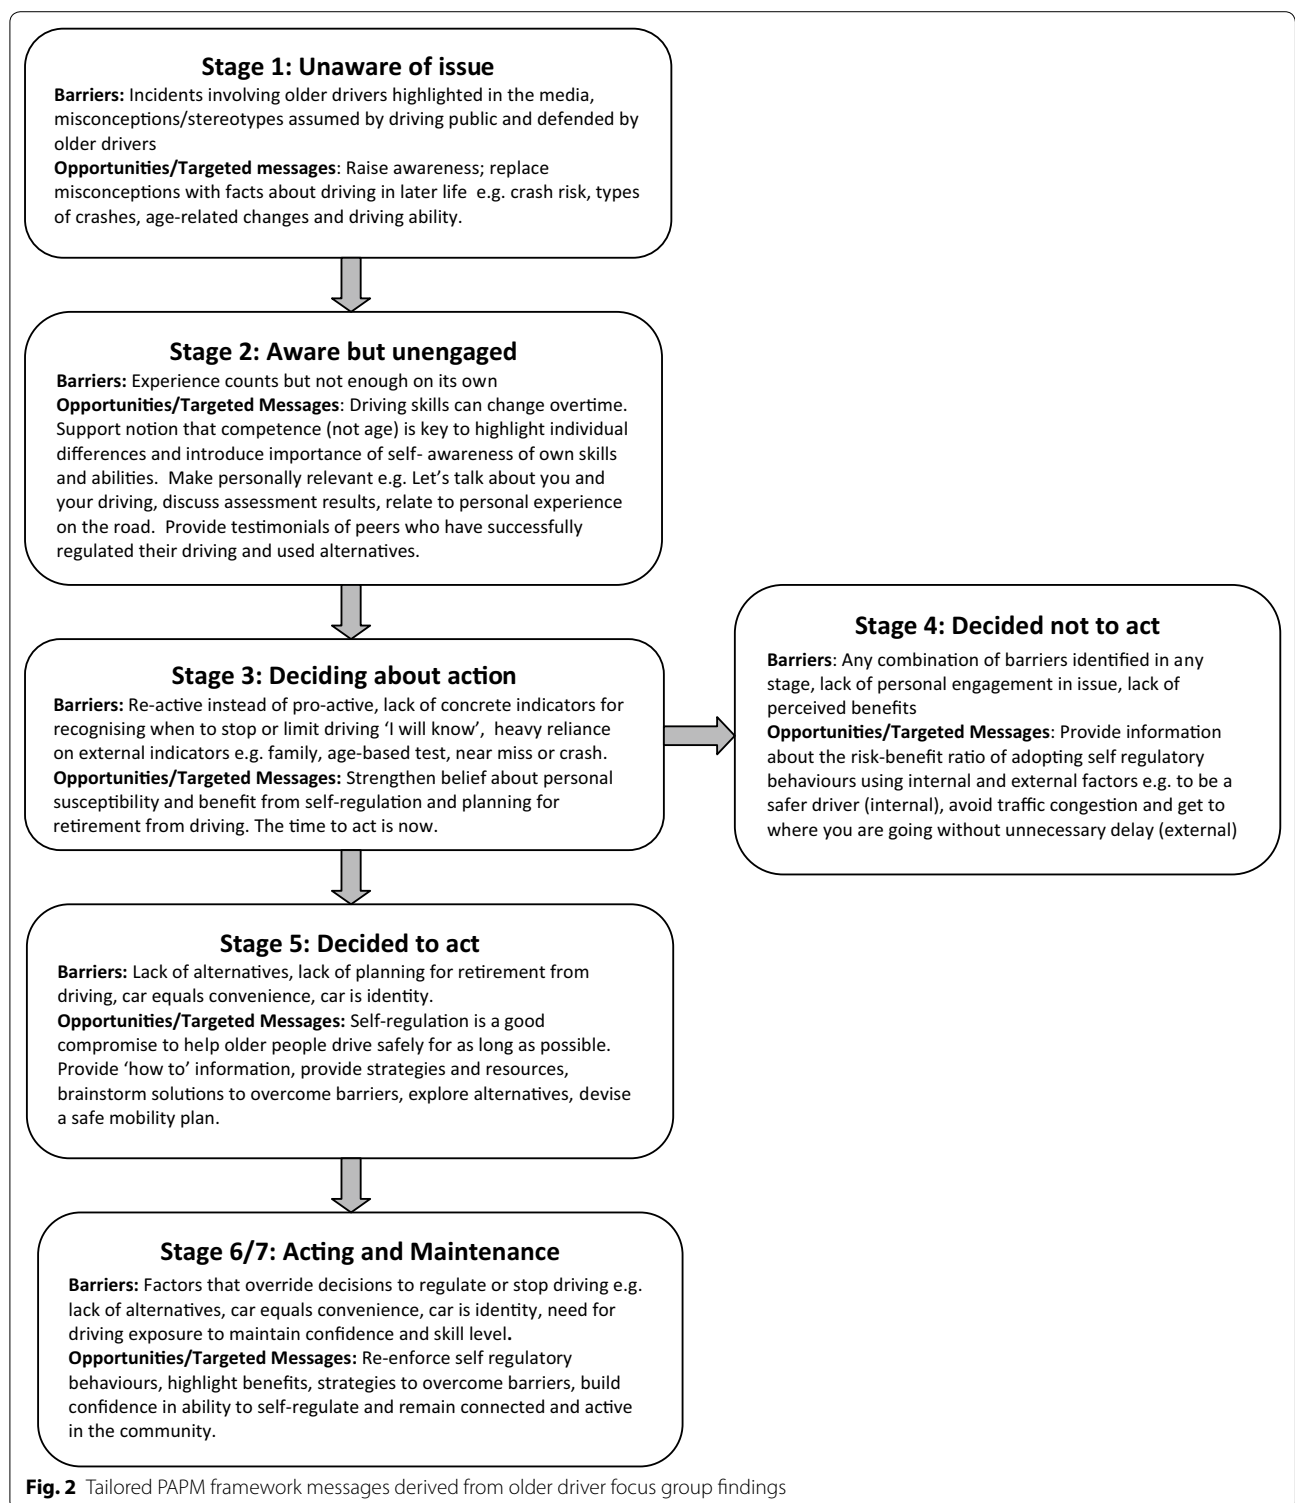 Stage 1: Unaware of issue
Barriers: Incidents involving older drivers highlighted in the media,
misconceptions/stereotypes assumed by driving public and defended by
older drivers
Opportunities/Targeted messages: Raise awareness; replace
misconceptions with facts about driving in later life  e.g. crash risk, types
of crashes, age-related changes and driving ability.
Stage 2: Aware but unengaged
Barriers: Experience counts but not enough on its own
Opportunities/Targeted Messages: Driving skills can change overtime.
Support notion that competence (not age) is key to highlight individual
differences and introduce importance of self- awareness of own skills
and abilities.  Make personally relevant e.g. Let's talk about you and
your driving, discuss assessment results, relate to personal experience
on the road.  Provide testimonials of peers who have successfully
regulated their driving and used alternatives.
Stage 3: Deciding about action
Barriers: Re-active instead of pro-active, lack of concrete indicators for
recognising when to stop or limit driving 'I will know',  heavy reliance
on external indicators e.g. family, age-based test, near miss or crash.
Opportunities/Targeted Messages: Strengthen belief about personal
susceptibility and benefit from self-regulation and planning for
retirement from driving. The time to act is now.
Stage 4: Decided not to act
Barriers: Any combination of barriers identified in any
stage, lack of personal engagement in issue, lack of
perceived benefits
Opportunities/Targeted Messages: Provide information
about the risk-benefit ratio of adopting self regulatory
behaviours using internal and external factors e.g. to be a
safer driver (internal), avoid traffic congestion and get to
where you are going without unnecessary delay (external)
Stage 5: Decided to act
Barriers: Lack of alternatives, lack of planning for retirement from
driving, car equals convenience, car is identity.
Opportunities/Targeted Messages: Self-regulation is a good
compromise to help older people drive safely for as long as possible.
Provide 'how to' information, provide strategies and resources,
brainstorm solutions to overcome barriers, explore alternatives, devise
a safe mobility plan.
Stage 6/7: Acting and Maintenance
Barriers: Factors that override decisions to regulate or stop driving e.g.
lack of alternatives, car equals convenience, car is identity, need for
driving exposure to maintain confidence and skill level.
Opportunities/Targeted Messages: Re-enforce self regulatory
behaviours, highlight benefits, strategies to overcome barriers, build
confidence in ability to self-regulate and remain connected and active
in the community.
Fig. 2 Tailored PAPM framework messages derived from older driver focus group findings